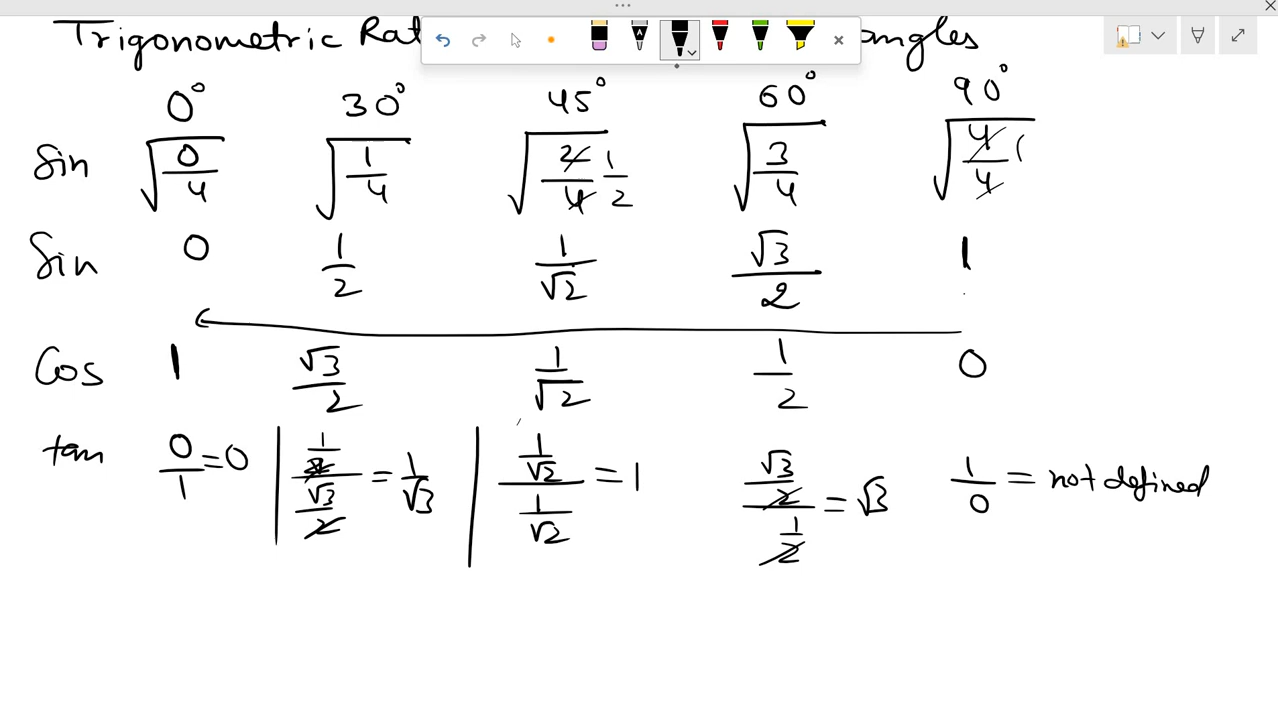 Trigonometric Rat angles
0° 30° 45° 60° 90°
Sin √(0/4) √(1/4) √(2/4) 1/2 √(3/4) √(4/4) 1
Sin 0 1/2 1/√2 √3/2 1
Cos 1 √3/2 1/√2 1/2 0
tan 0/1 = 0 | (1/2)/(√3/2) = 1/√3 | (1/√2)/(1/√2) = 1 (√3/2)/(1/2) = √3 1/0 = not defined